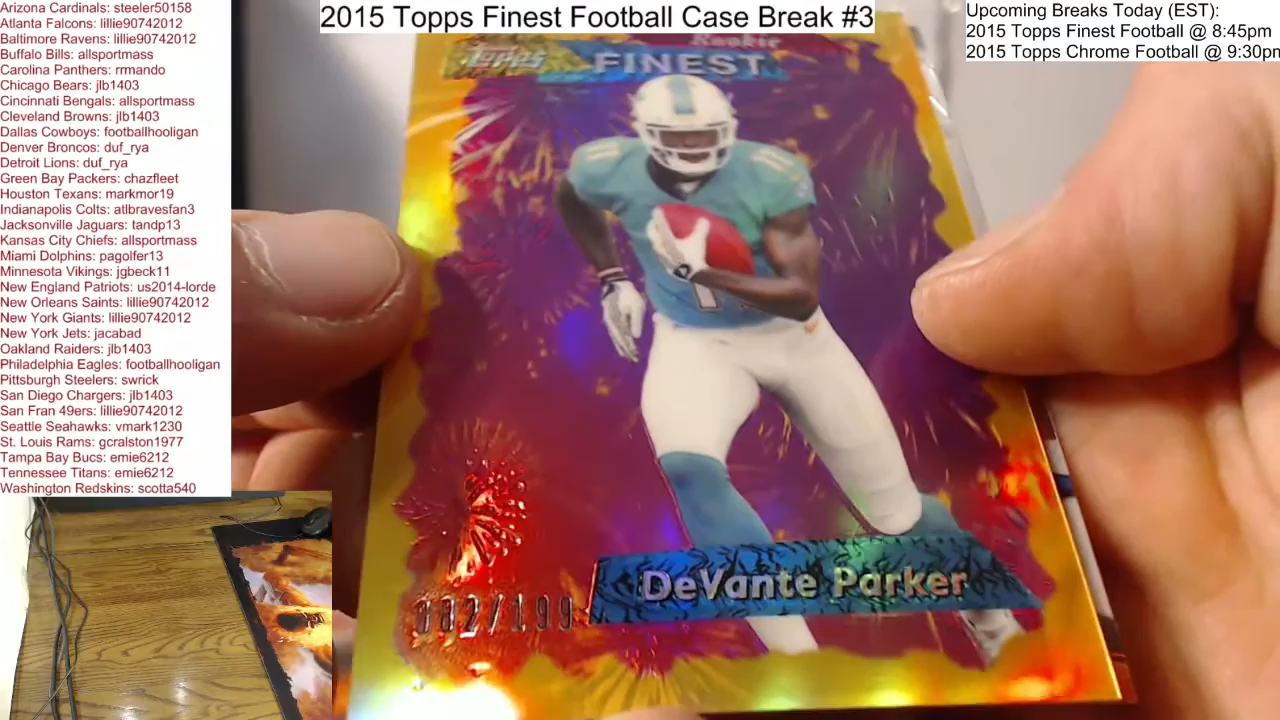 Arizona Cardinals: steeler50158
Atlanta Falcons: lillie90742012
Baltimore Ravens: lillie90742012
Buffalo Bills: allsportmass
Carolina Panthers: rrmando
Chicago Bears: jlb1403
Cincinnati Bengals: allsportmass
Cleveland Browns: jlb1403
Dallas Cowboys: footballhooligan
Denver Broncos: duf_rya
Detroit Lions: duf_rya
Green Bay Packers: chazfleet
Houston Texans: markmor19
Indianapolis Colts: atlbravesfan3
Jacksonville Jaguars: tandp13
Kansas City Chiefs: allsportmass
Miami Dolphins: pagolfer13
Minnesota Vikings: jgbeck11
New England Patriots: us2014-lorde
New Orleans Saints: lillie90742012
New York Giants: lillie90742012
New York Jets: jacabad
Oakland Raiders: jlb1403
Philadelphia Eagles: footballhooligan
Pittsburgh Steelers: swrick
San Diego Chargers: jlb1403
San Fran 49ers: lillie90742012
Seattle Seahawks: vmark1230
St. Louis Rams: gcralston1977
Tampa Bay Bucs: emie6212
Tennessee Titans: emie6212
Washington Redskins: scotta540
2015 Topps Finest Football Case Break #3
Upcoming Breaks Today (EST):
2015 Topps Finest Football @ 8:45pm
2015 Topps Chrome Football @ 9:30pm
Rookie
Topps FINEST
11
DeVante Parker
082/199